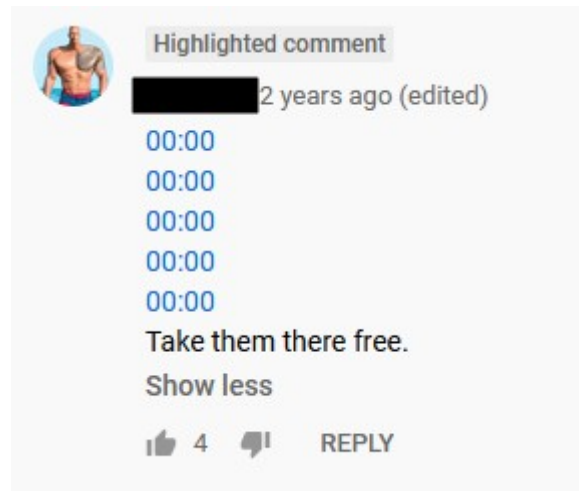 Highlighted comment
2 years ago (edited)
00:00
00:00
00:00
00:00
00:00
Take them there free.
Show less
4 REPLY